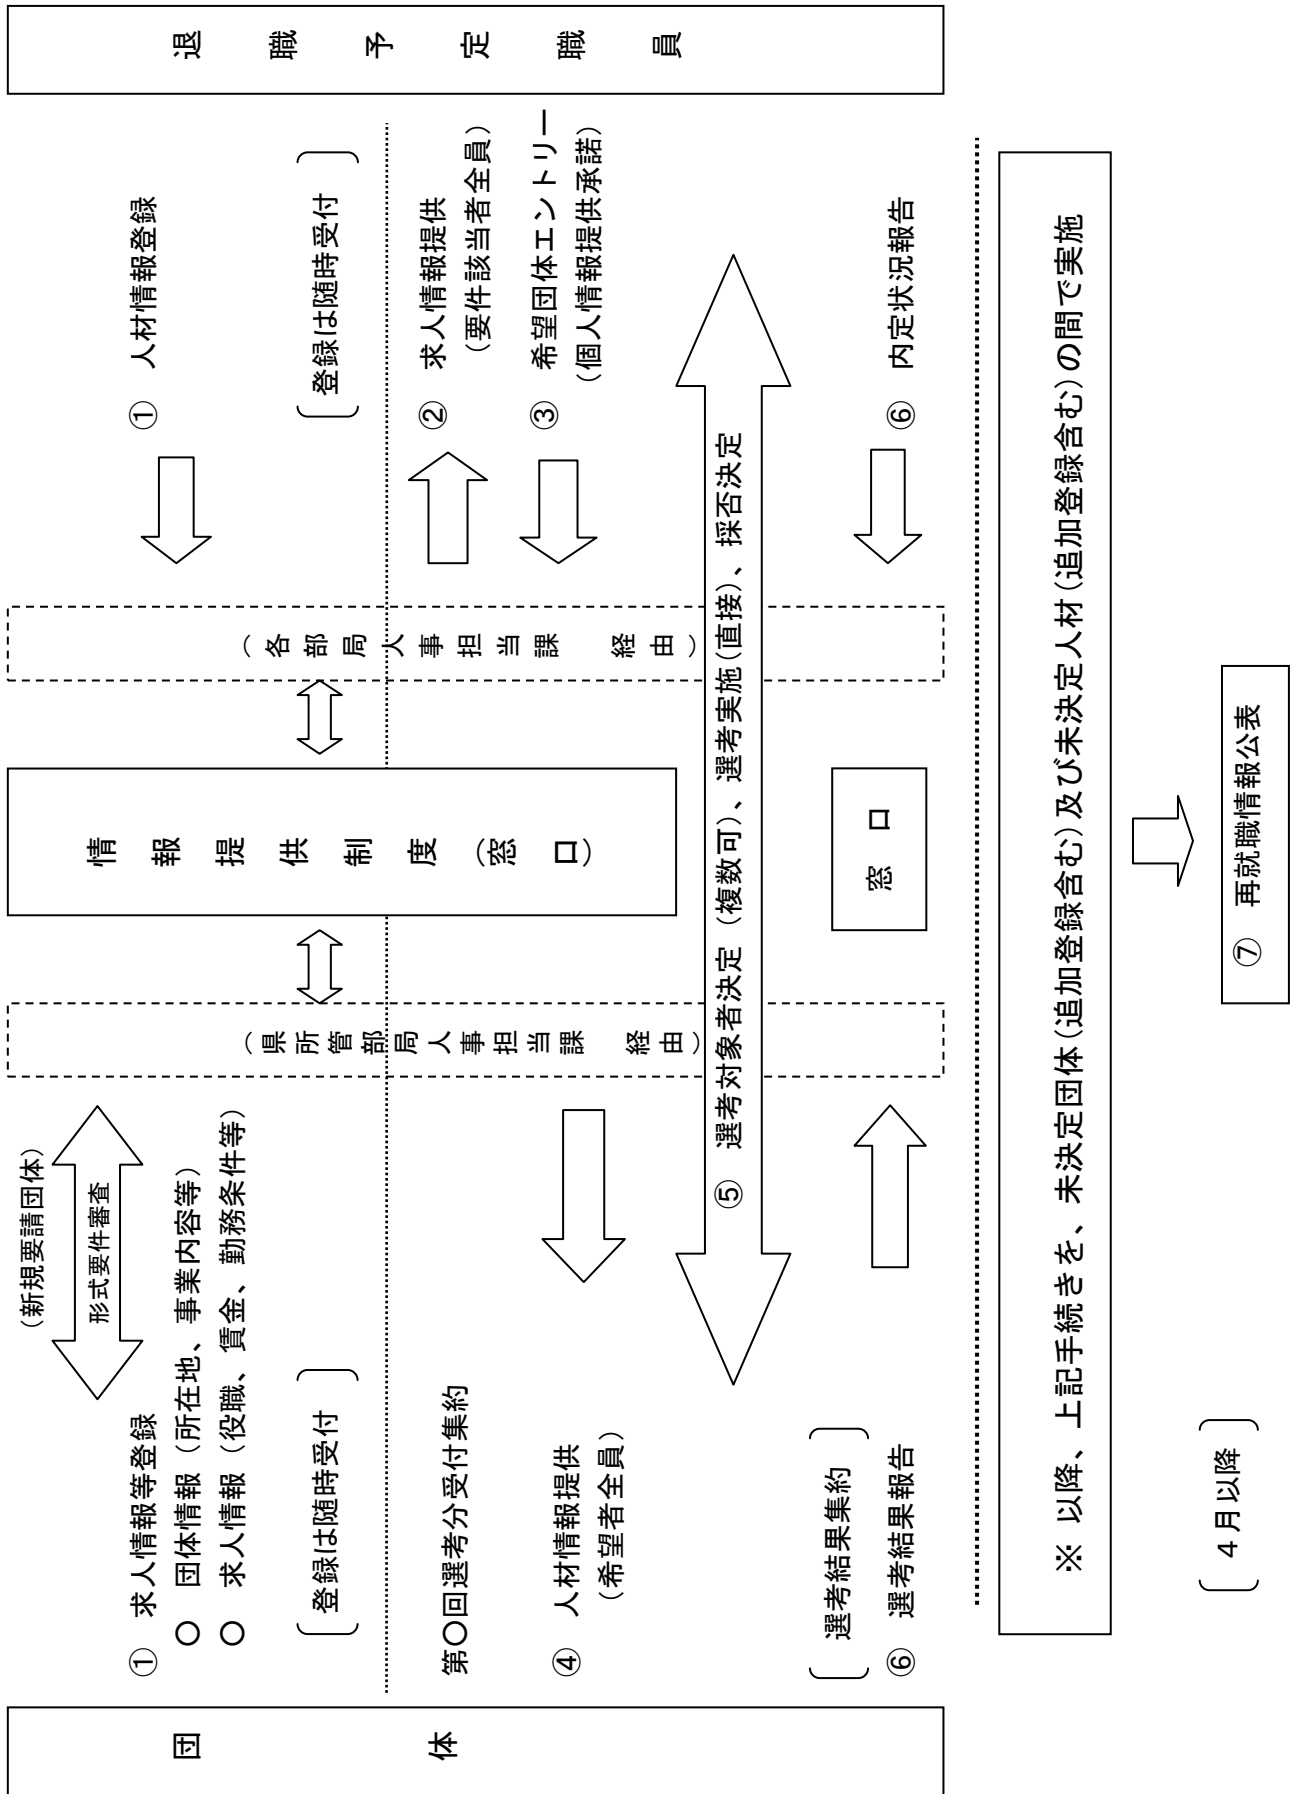 団　　　体
情報提供制度（窓口）
退職予定職員
（新規要請団体）
形式要件審査
① 求人情報等登録
〇 団体情報（所在地、事業内容等）
〇 求人情報（役職、賃金、勤務条件等）
登録は随時受付
（県所管部局人事担当課　経由）
（各部局人事担当課　経由）
① 人材情報登録
登録は随時受付
第〇回選考分受付集約
② 求人情報提供
（要件該当者全員）
③ 希望団体エントリー
（個人情報提供承諾）
④ 人材情報提供
（希望者全員）
⑤ 選考対象者決定（複数可）、選考実施（直接）、採否決定
選考結果集約
⑥ 選考結果報告
窓口
⑥ 内定状況報告
※ 以降、上記手続きを、未決定団体（追加登録含む）及び未決定人材（追加登録含む）の間で実施
４月以降
⑦ 再就職情報公表